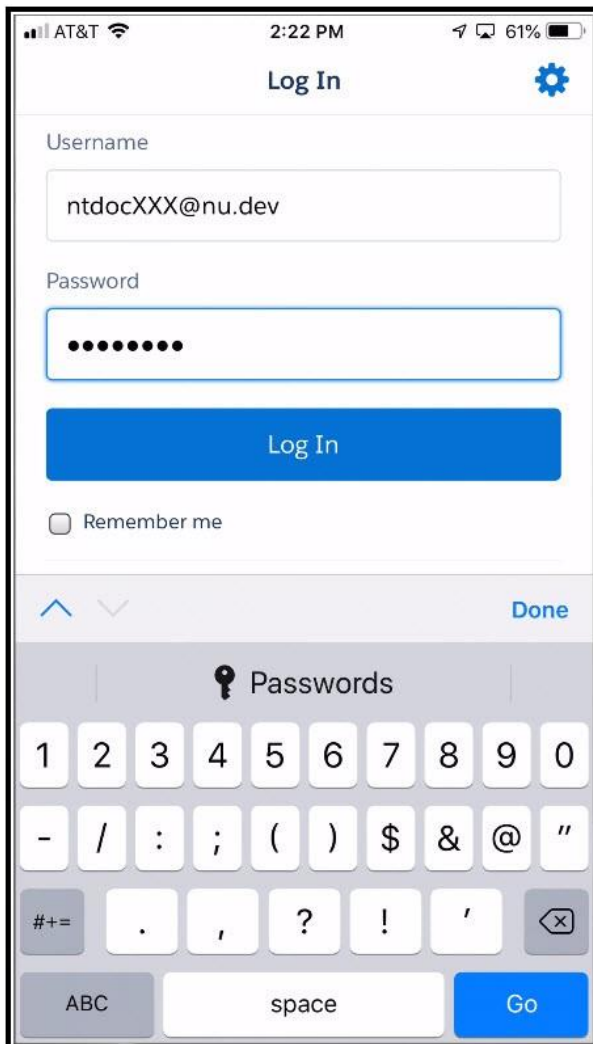 AT&T 2:22 PM 61%
Log In
Username
ntdocXXX@nu.dev
Password
••••••••
Log In
Remember me
Done
Passwords
1 2 3 4 5 6 7 8 9 0
- / : ; ( ) $ & @ "
#+= . , ? ! '
ABC space Go